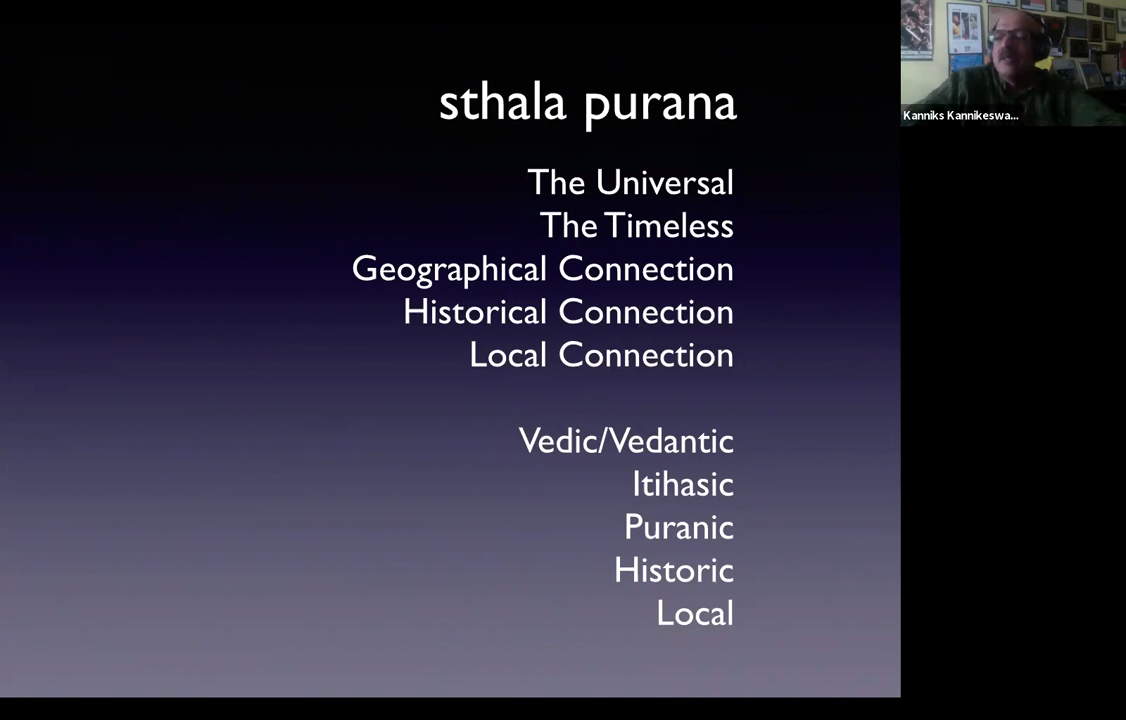 sthala purana
The Universal
The Timeless
Geographical Connection
Historical Connection
Local Connection
Vedic/Vedantic
Itihasic
Puranic
Historic
Local
Kanniks Kannikeswa...